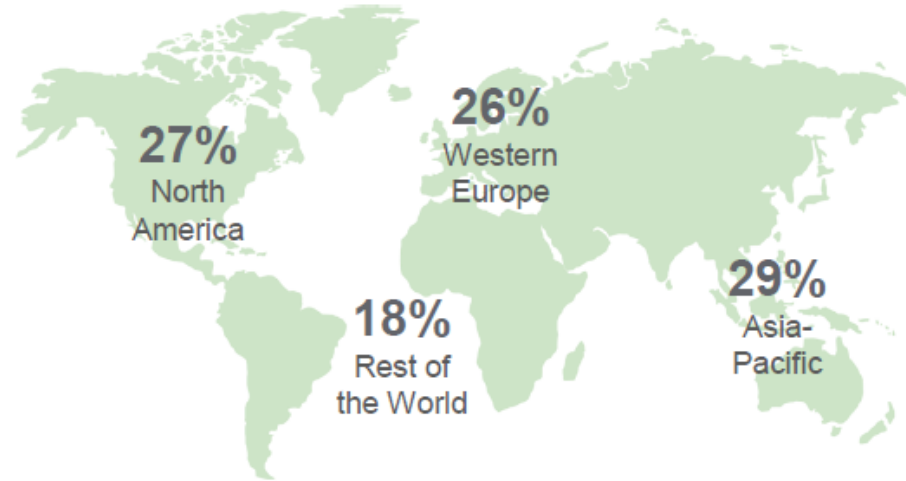 27%
North
America
26%
Western
Europe
18%
Rest of
the World
29%
Asia-
Pacific